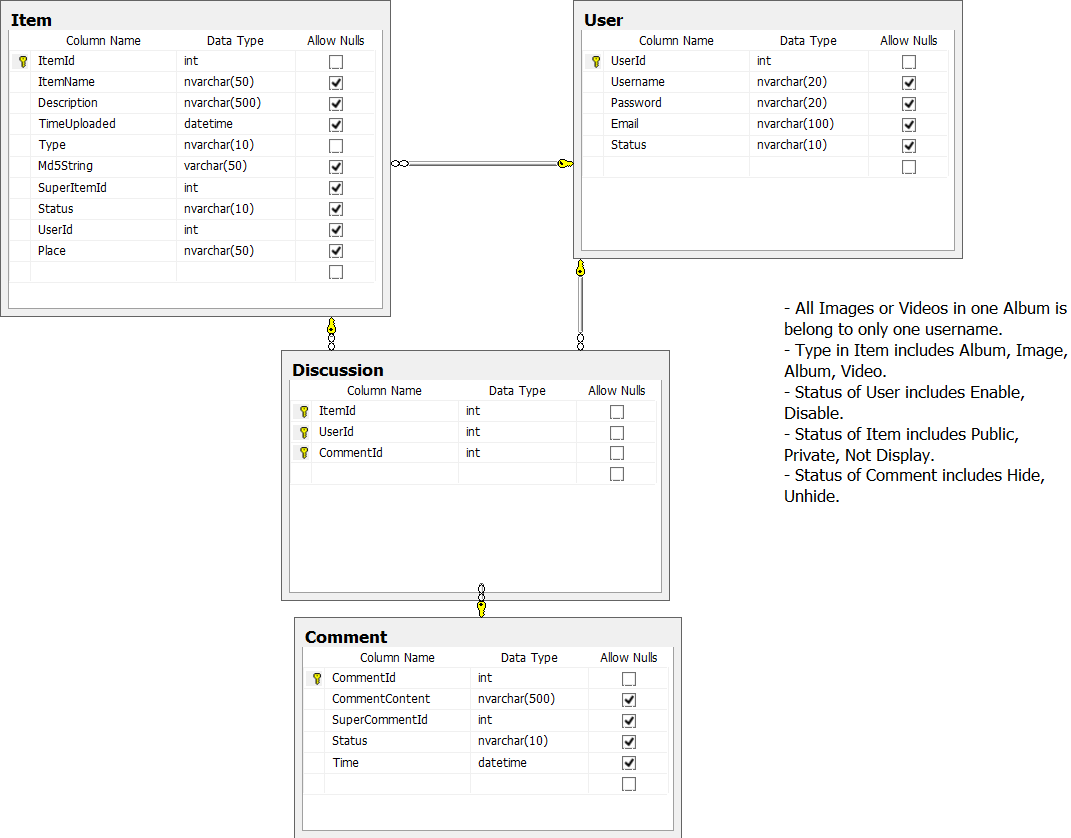 Item
Column Name Data Type Allow Nulls
ItemId int
ItemName nvarchar(50)
Description nvarchar(500)
TimeUploaded datetime
Type nvarchar(10)
Md5String varchar(50)
SuperItemId int
Status nvarchar(10)
UserId int
Place nvarchar(50)
User
Column Name Data Type Allow Nulls
UserId int
Username nvarchar(20)
Password nvarchar(20)
Email nvarchar(100)
Status nvarchar(10)
- All Images or Videos in one Album is
belong to only one username.
- Type in Item includes Album, Image,
Album, Video.
- Status of User includes Enable,
Disable.
- Status of Item includes Public,
Private, Not Display.
- Status of Comment includes Hide,
Unhide.
Discussion
Column Name Data Type Allow Nulls
ItemId int
UserId int
CommentId int
Comment
Column Name Data Type Allow Nulls
CommentId int
CommentContent nvarchar(500)
SuperCommentId int
Status nvarchar(10)
Time datetime